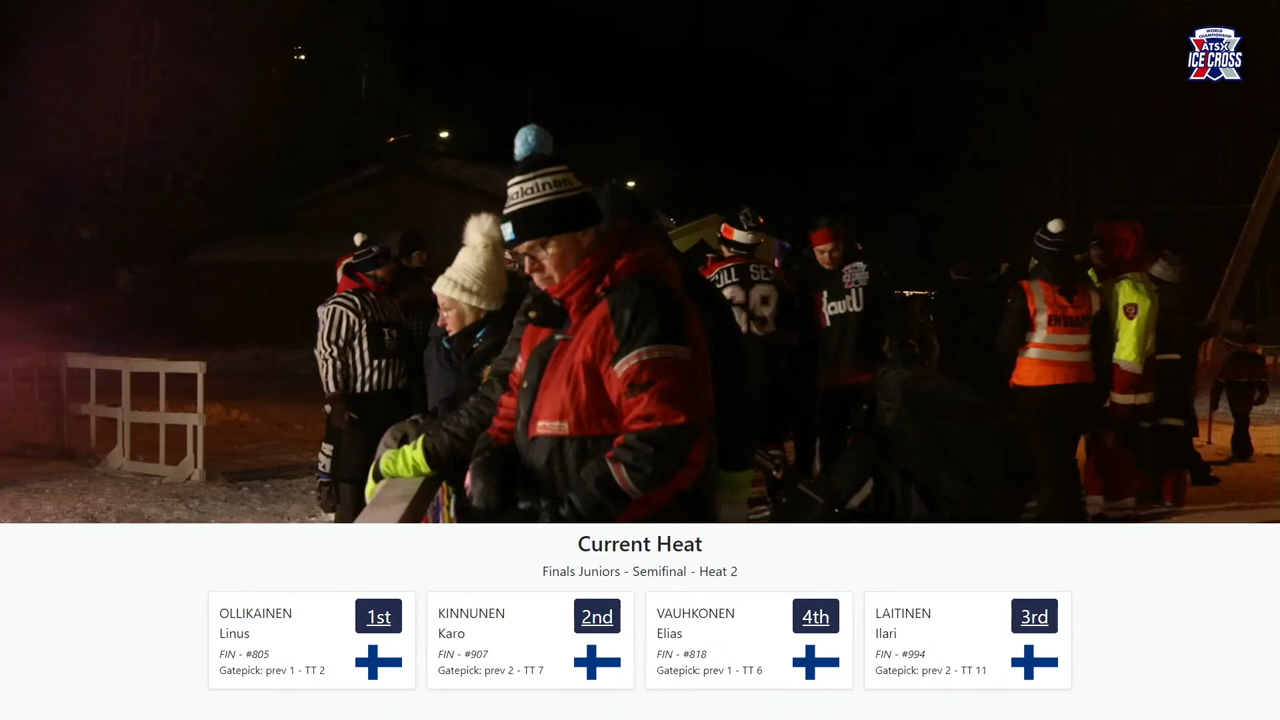 WORLD
CHAMPIONSHIP
ATSX
ICE CROSS
69
Current Heat
Finals Juniors - Semifinal - Heat 2
OLLIKAINEN
Linus
FIN - #805
Gatepick: prev 1 - TT 2
1st
KINNUNEN
Karo
FIN - #907
Gatepick: prev 2 - TT 7
2nd
VAUHKONEN
Elias
FIN - #818
Gatepick: prev 1 - TT 6
4th
LAITINEN
Ilari
FIN - #994
Gatepick: prev 2 - TT 11
3rd